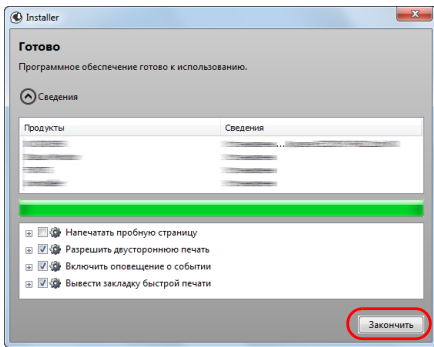 Installer
Готово
Программное обеспечение готово к использованию.
Сведения
Продукты Сведения
Напечатать пробную страницу
Разрешить двустороннюю печать
Включить оповещение о событии
Вывести закладку быстрой печати
Закончить